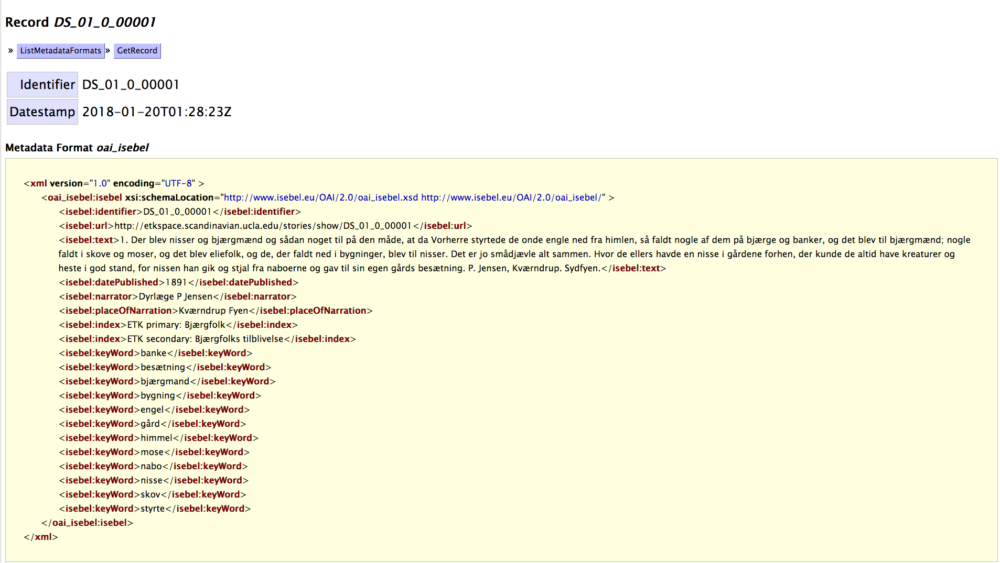 Record DS_01_0_00001
» ListMetadataFormats » GetRecord
Identifier DS_01_0_00001
Datestamp 2018-01-20T01:28:23Z
Metadata Format oai_isebel
<xml version="1.0" encoding="UTF-8" >
<oai_isebel:isebel xsi:schemaLocation="http://www.isebel.eu/OAI/2.0/oai_isebel.xsd http://www.isebel.eu/OAI/2.0/oai_isebel/" >
<isebel:identifier>DS_01_0_00001</isebel:identifier>
<isebel:url>http://etkspace.scandinavian.ucla.edu/stories/show/DS_01_0_00001</isebel:url>
<isebel:text>1. Der blev nisser og bjærgmænd og sådan noget til på den måde, at da Vorherre styrtede de onde engle ned fra himlen, så faldt nogle af dem på bjærge og banker, og det blev til bjærgmænd; nogle
faldt i skove og moser, og det blev eliefolk, og de, der faldt ned i bygninger, blev til nisser. Det er jo smådjævle alt sammen. Hvor de ellers havde en nisse i gårdene forhen, der kunde de altid have kreaturer og
heste i god stand, for nissen han gik og stjal fra naboerne og gav til sin egen gårds besætning. P. Jensen, Kværndrup. Sydfyen.</isebel:text>
<isebel:datePublished>1891</isebel:datePublished>
<isebel:narrator>Dyrlæge P Jensen</isebel:narrator>
<isebel:placeOfNarration>Kværndrup Fyen</isebel:placeOfNarration>
<isebel:index>ETK primary: Bjærgfolk</isebel:index>
<isebel:index>ETK secondary: Bjærgfolks tilblivelse</isebel:index>
<isebel:keyWord>banke</isebel:keyWord>
<isebel:keyWord>besætning</isebel:keyWord>
<isebel:keyWord>bjærgmand</isebel:keyWord>
<isebel:keyWord>bygning</isebel:keyWord>
<isebel:keyWord>engel</isebel:keyWord>
<isebel:keyWord>gård</isebel:keyWord>
<isebel:keyWord>himmel</isebel:keyWord>
<isebel:keyWord>mose</isebel:keyWord>
<isebel:keyWord>nabo</isebel:keyWord>
<isebel:keyWord>nisse</isebel:keyWord>
<isebel:keyWord>skov</isebel:keyWord>
<isebel:keyWord>styrte</isebel:keyWord>
</oai_isebel:isebel>
</xml>